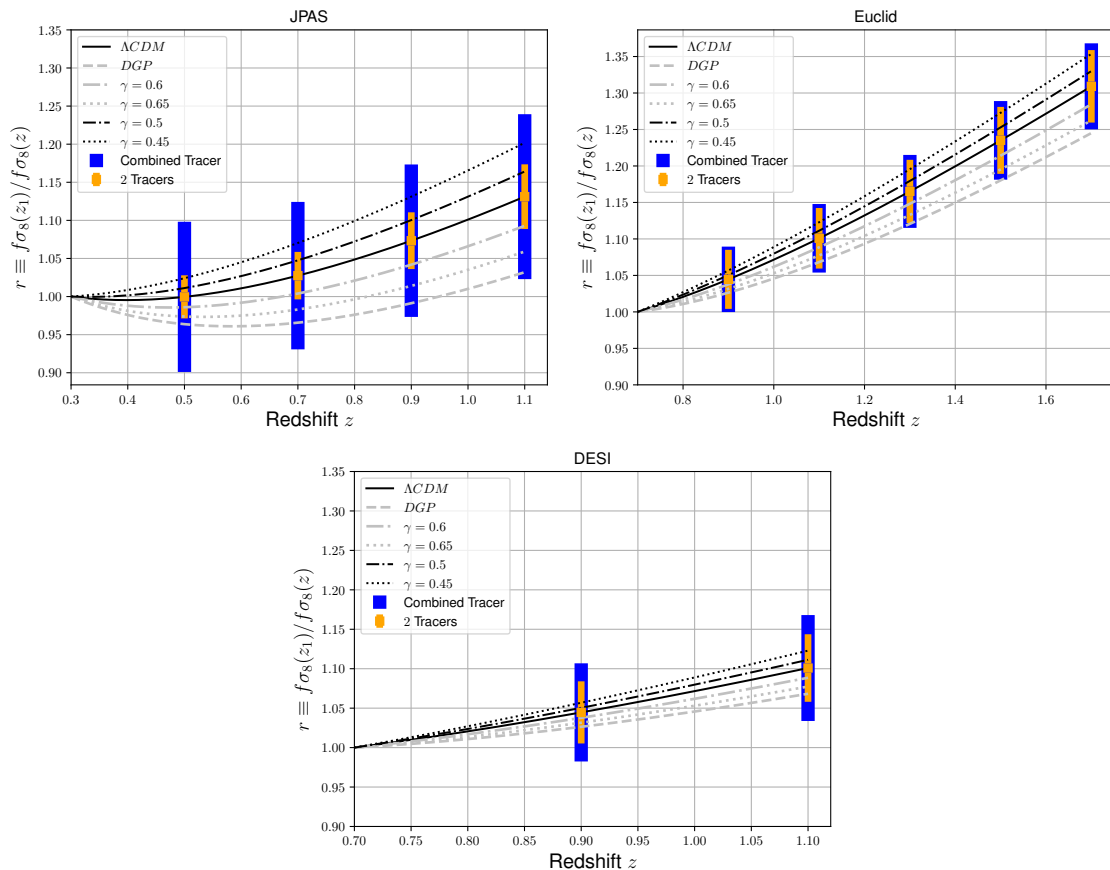 JPAS
r ≡ fσ₈(z₁)/fσ₈(z)
1.35
1.30
1.25
1.20
1.15
1.10
1.05
1.00
0.95
0.90
ΛCDM
DGP
γ = 0.6
γ = 0.65
γ = 0.5
γ = 0.45
Combined Tracer
2 Tracers
0.3 0.4 0.5 0.6 0.7 0.8 0.9 1.0 1.1
Redshift z
Euclid
r ≡ fσ₈(z₁)/fσ₈(z)
1.35
1.30
1.25
1.20
1.15
1.10
1.05
1.00
0.95
0.90
ΛCDM
DGP
γ = 0.6
γ = 0.65
γ = 0.5
γ = 0.45
Combined Tracer
2 Tracers
0.8 1.0 1.2 1.4 1.6
Redshift z
DESI
r ≡ fσ₈(z₁)/fσ₈(z)
1.35
1.30
1.25
1.20
1.15
1.10
1.05
1.00
0.95
0.90
ΛCDM
DGP
γ = 0.6
γ = 0.65
γ = 0.5
γ = 0.45
Combined Tracer
2 Tracers
0.70 0.75 0.80 0.85 0.90 0.95 1.00 1.05 1.10
Redshift z